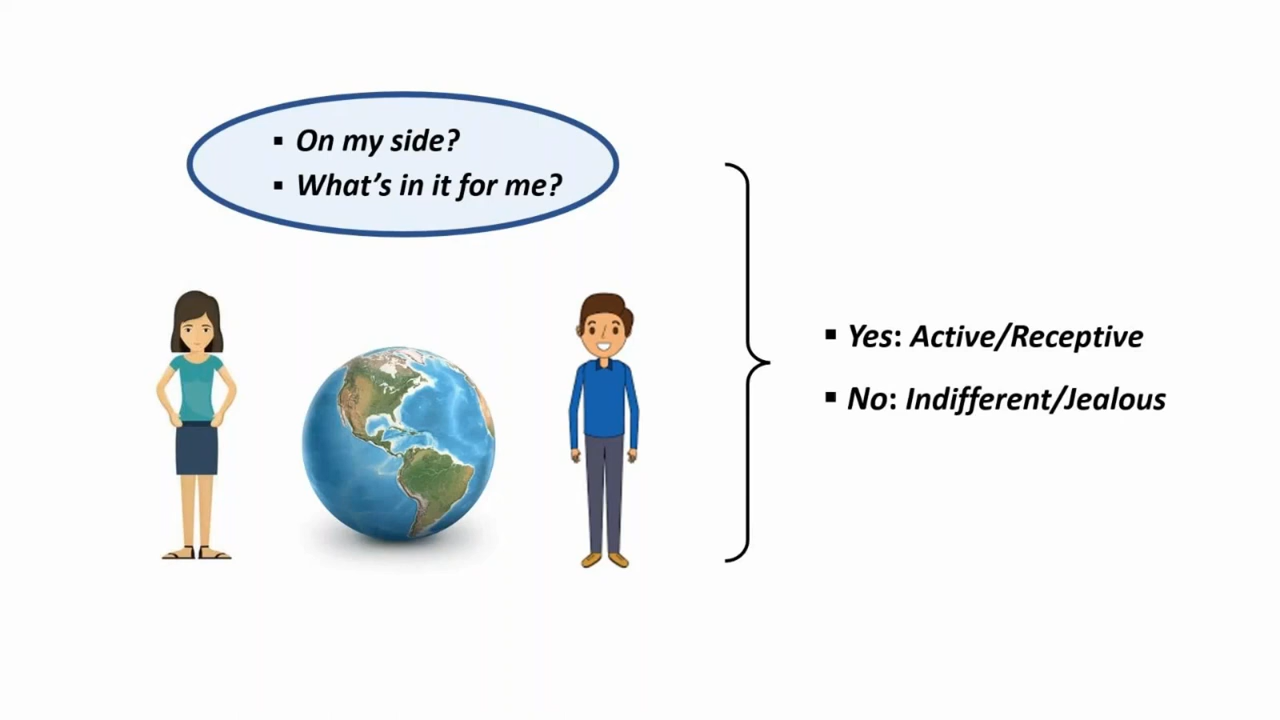 ▪ On my side?
▪ What's in it for me?
▪ Yes: Active/Receptive
▪ No: Indifferent/Jealous